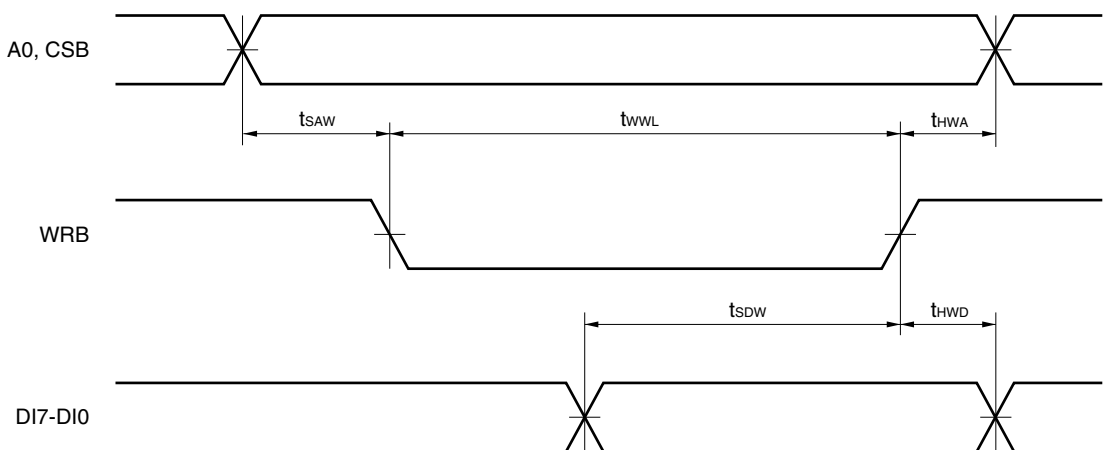 A0, CSB
tSAW tWWL tHWA
WRB
tSDW tHWD
DI7-DI0